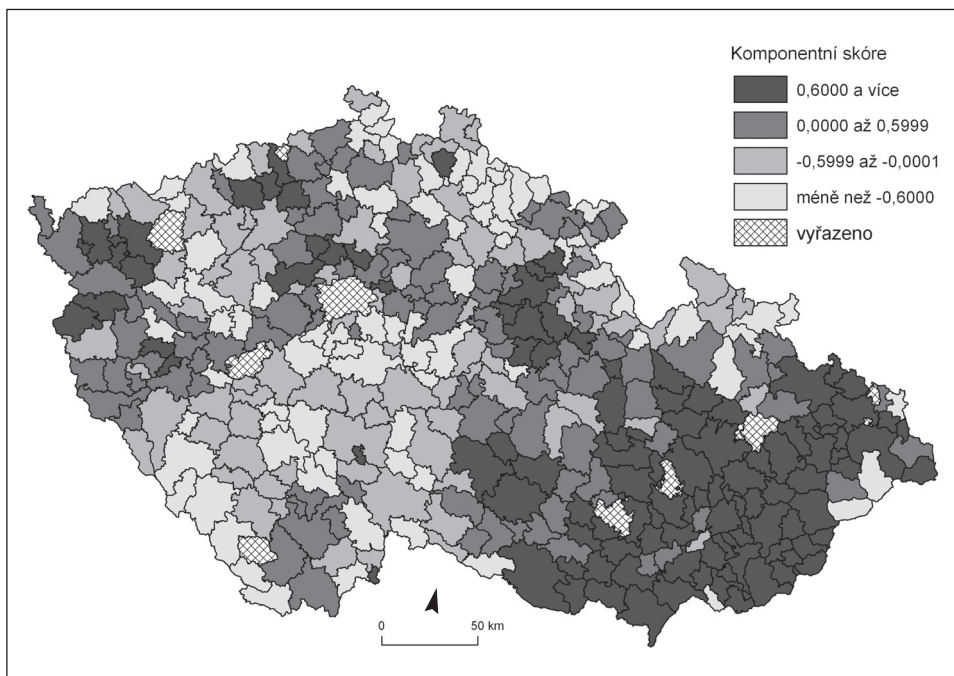 Komponentní skóre
0,6000 a více
0,0000 až 0,5999
-0,5999 až -0,0001
méně než -0,6000
vyřazeno
0 50 km